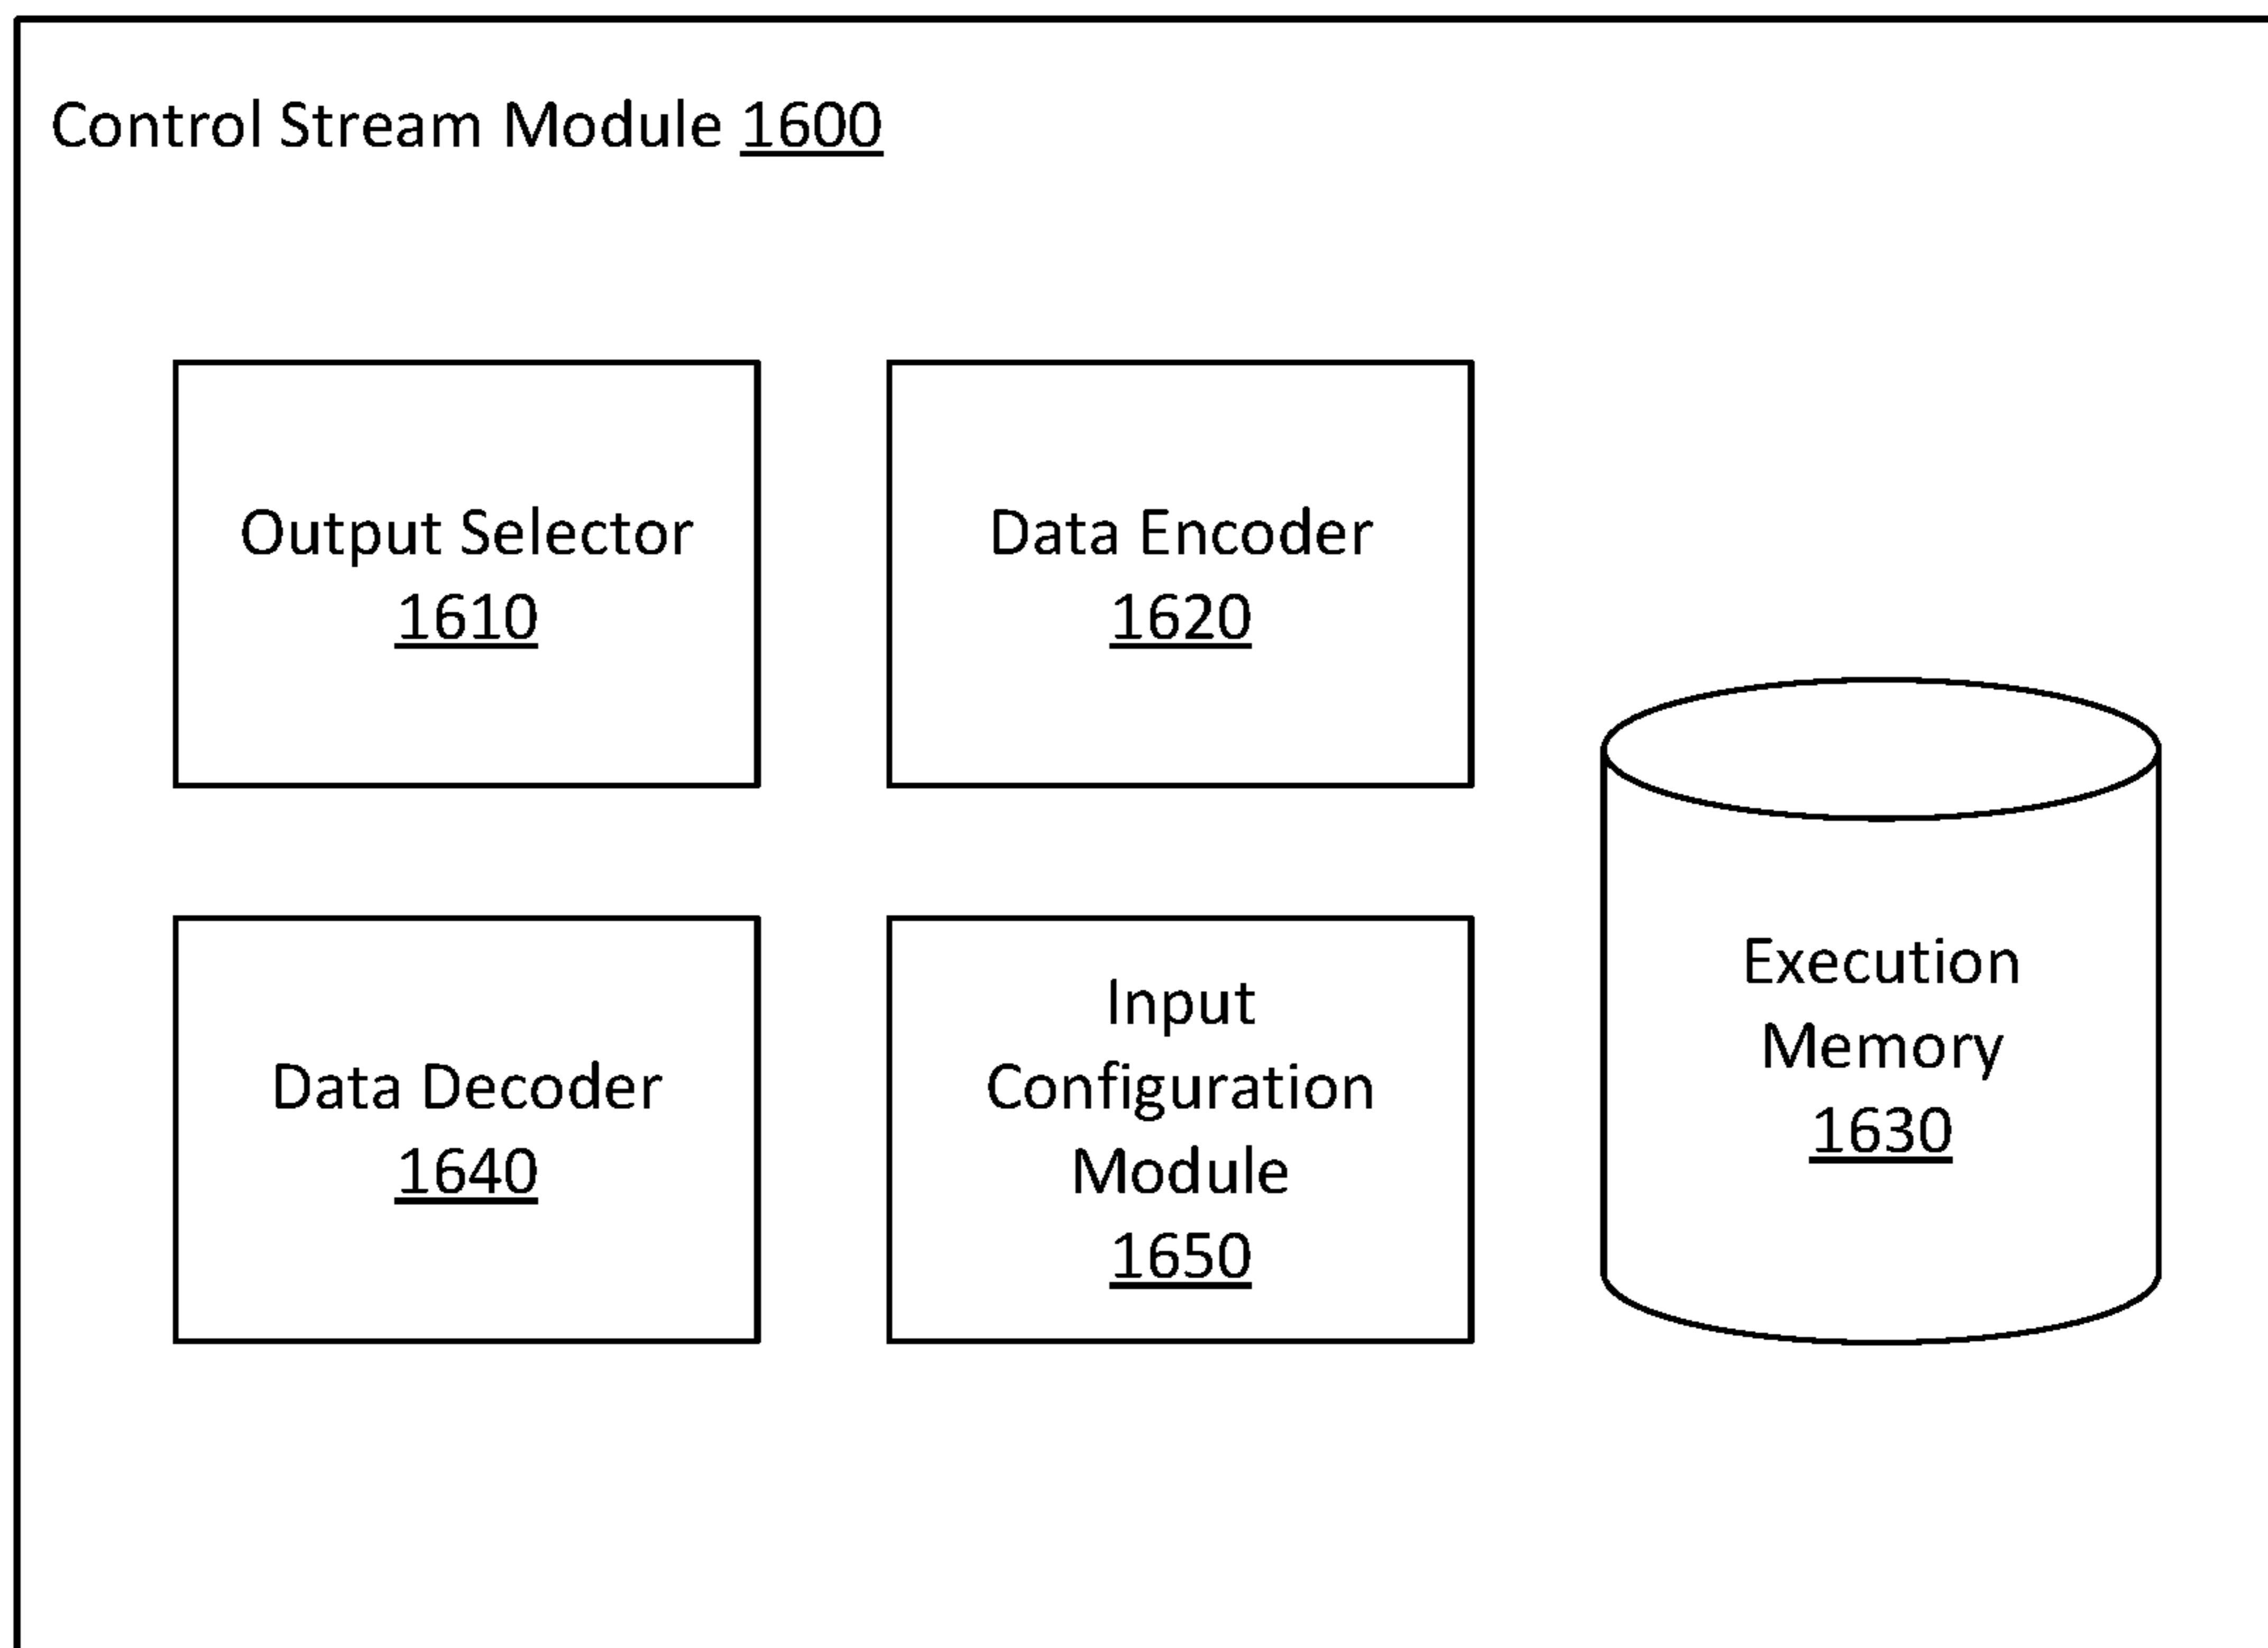 Control Stream Module 1600
Output Selector
1610
Data Encoder
1620
Data Decoder
1640
Input
Configuration
Module
1650
Execution
Memory
1630